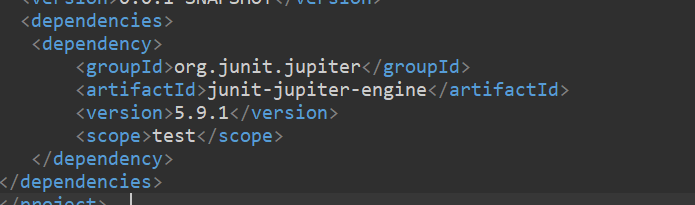 <version>0.0.1-SNAPSHOT</version>
<dependencies>
<dependency>
<groupId>org.junit.jupiter</groupId>
<artifactId>junit-jupiter-engine</artifactId>
<version>5.9.1</version>
<scope>test</scope>
</dependency>
</dependencies>
</project>